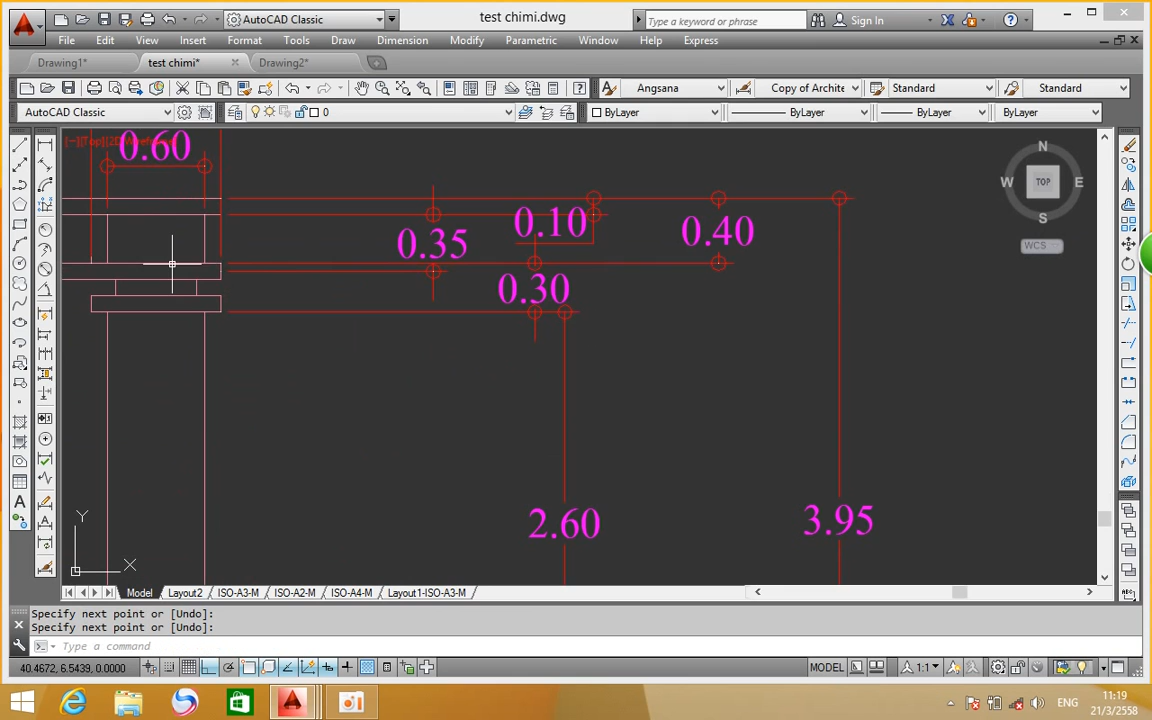 AutoCAD Classic
test chimi.dwg
Type a keyword or phrase
Sign In
File Edit View Insert Format Tools Draw Dimension Modify Parametric Window Help Express
Drawing1* test chimi* Drawing2*
Angsana Copy of Archite Standard Standard
AutoCAD Classic 0 ByLayer ByLayer ByLayer ByLayer
0.60
N
W TOP E
S
WCS
0.10
0.40
0.35
0.30
2.60
3.95
Y
X
Model Layout2 ISO-A3-M ISO-A2-M ISO-A4-M Layout1-ISO-A3-M
Specify next point or [Undo]:
Specify next point or [Undo]:
Type a command
40.4672, 6.5439, 0.0000 MODEL 1:1
ENG
11:19
21/3/2558